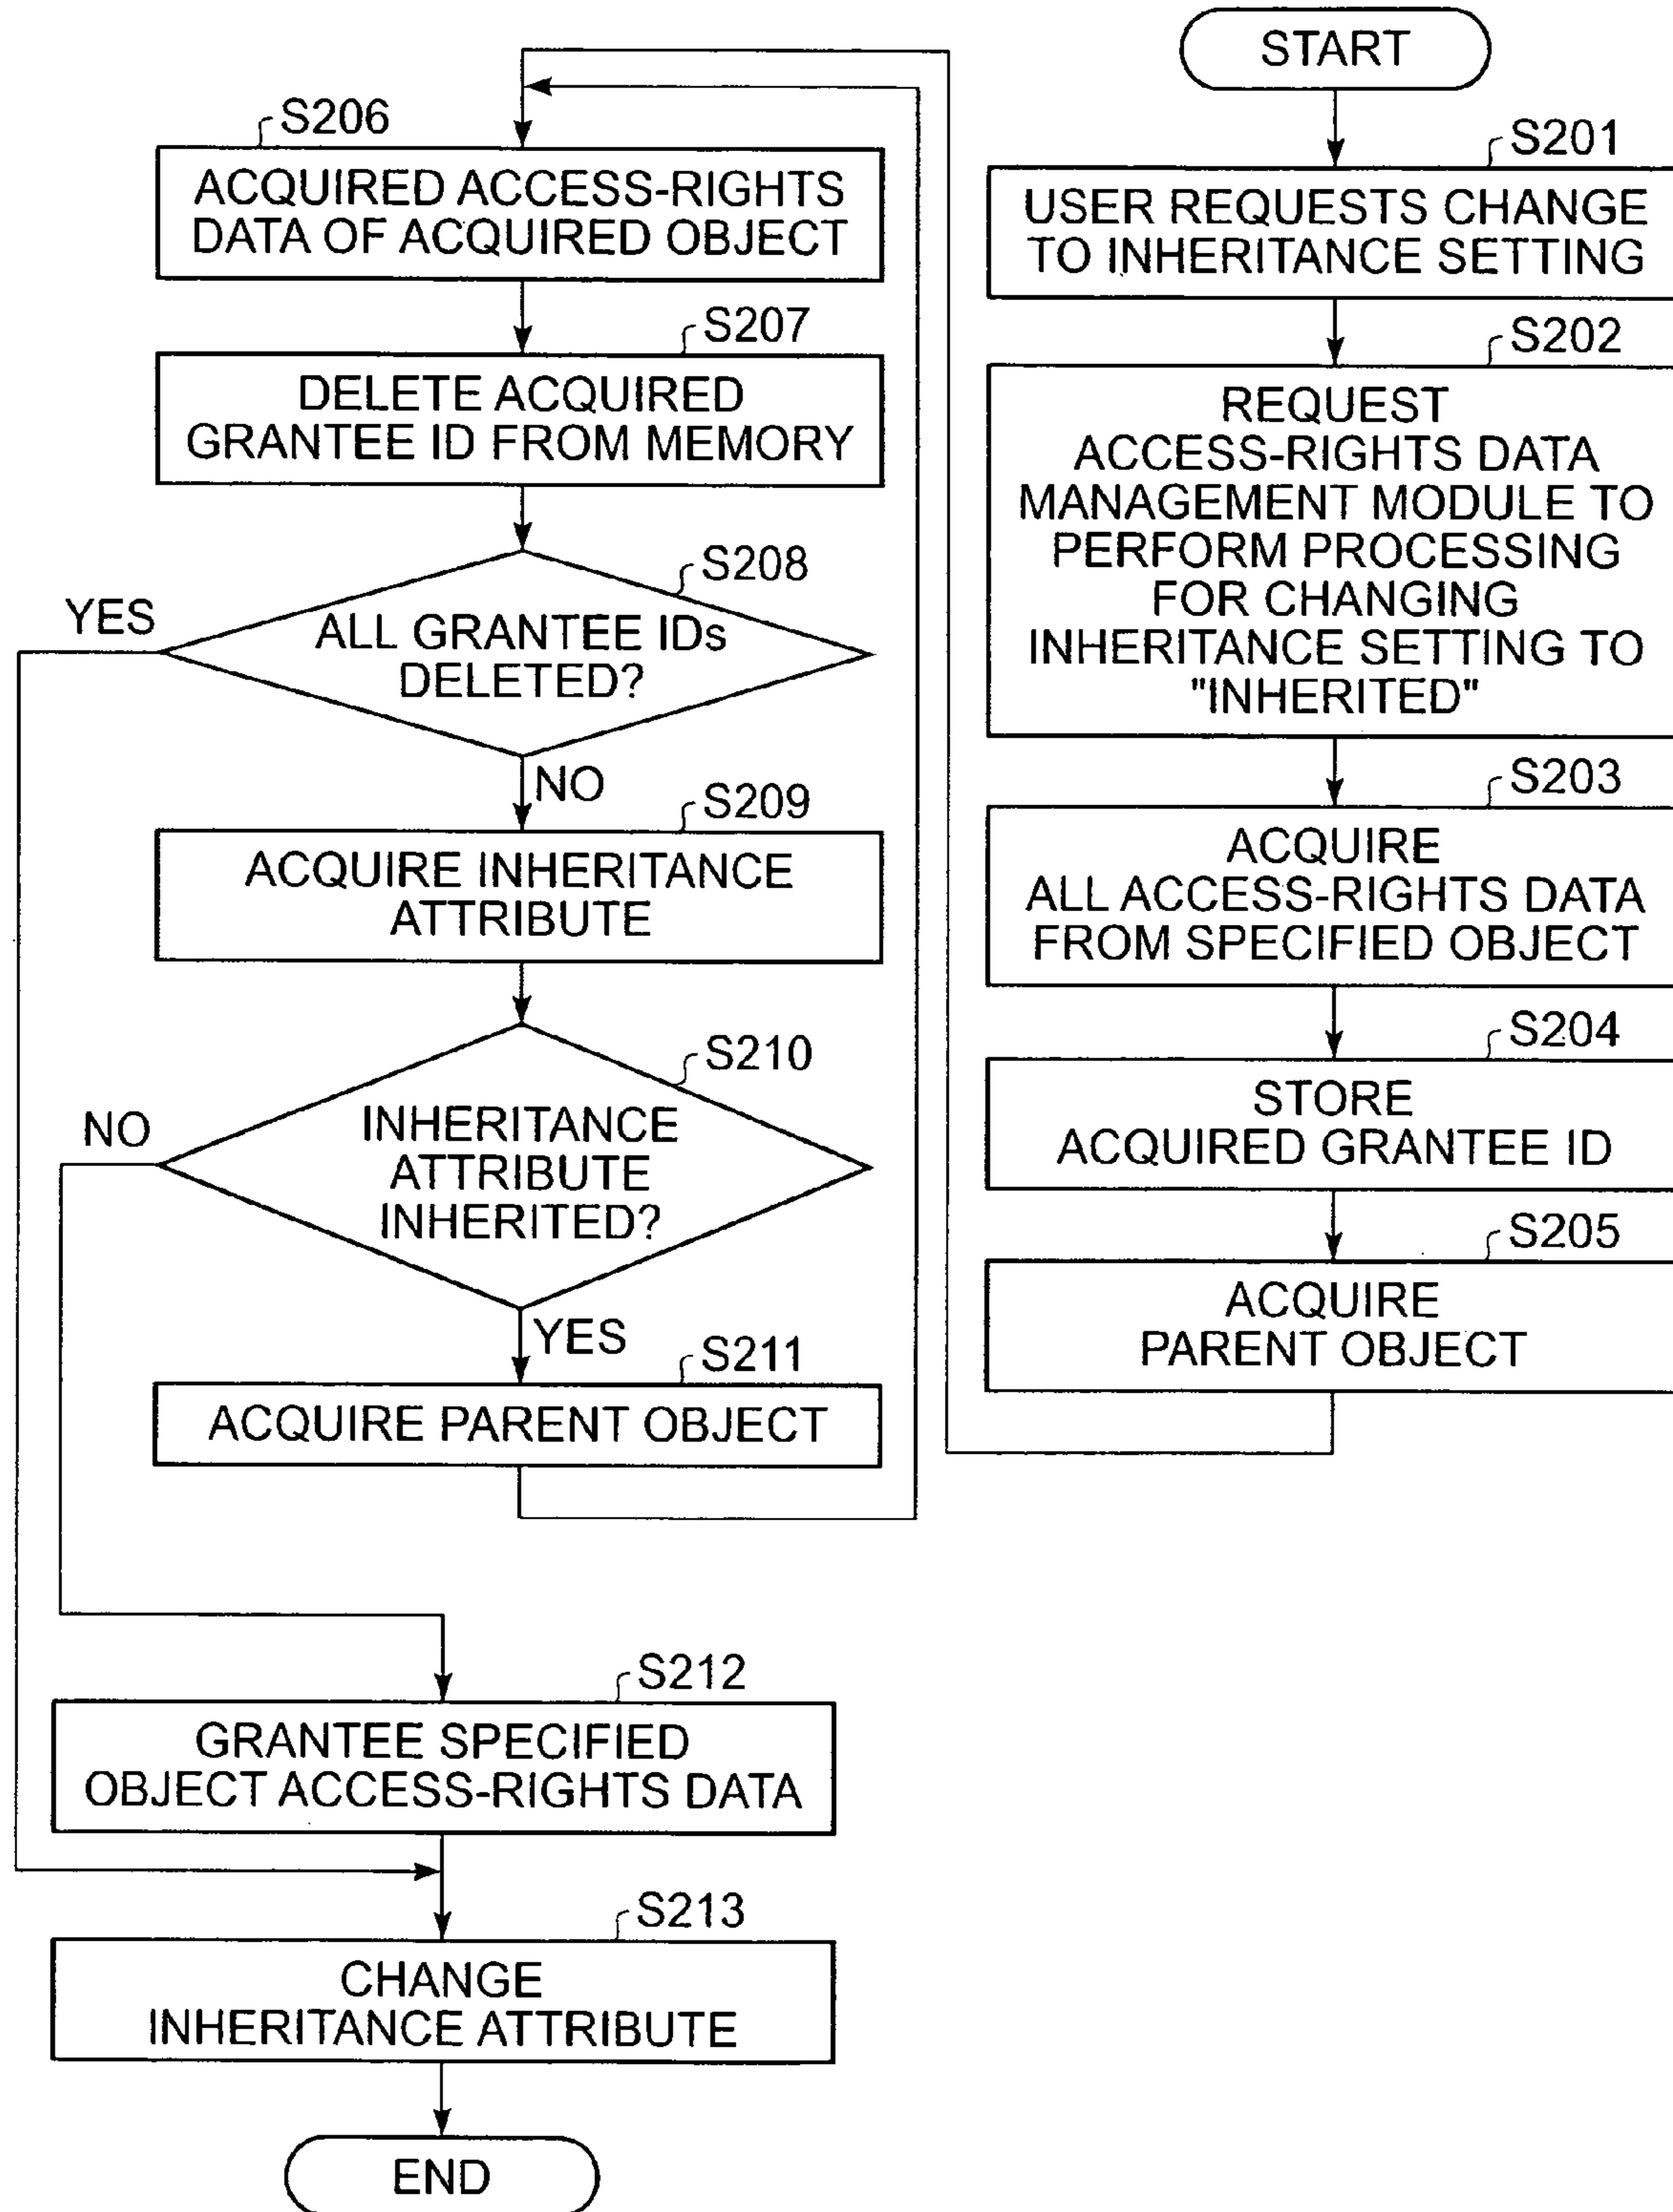 START
S201
USER REQUESTS CHANGE
TO INHERITANCE SETTING
S202
REQUEST
ACCESS-RIGHTS DATA
MANAGEMENT MODULE TO
PERFORM PROCESSING
FOR CHANGING
INHERITANCE SETTING TO
"INHERITED"
S203
ACQUIRE
ALL ACCESS-RIGHTS DATA
FROM SPECIFIED OBJECT
S204
STORE
ACQUIRED GRANTEE ID
S205
ACQUIRE
PARENT OBJECT
S206
ACQUIRED ACCESS-RIGHTS
DATA OF ACQUIRED OBJECT
S207
DELETE ACQUIRED
GRANTEE ID FROM MEMORY
S208
YES
ALL GRANTEE IDs
DELETED?
NO
S209
ACQUIRE INHERITANCE
ATTRIBUTE
S210
NO
INHERITANCE
ATTRIBUTE
INHERITED?
YES
S211
ACQUIRE PARENT OBJECT
S212
GRANTEE SPECIFIED
OBJECT ACCESS-RIGHTS DATA
S213
CHANGE
INHERITANCE ATTRIBUTE
END